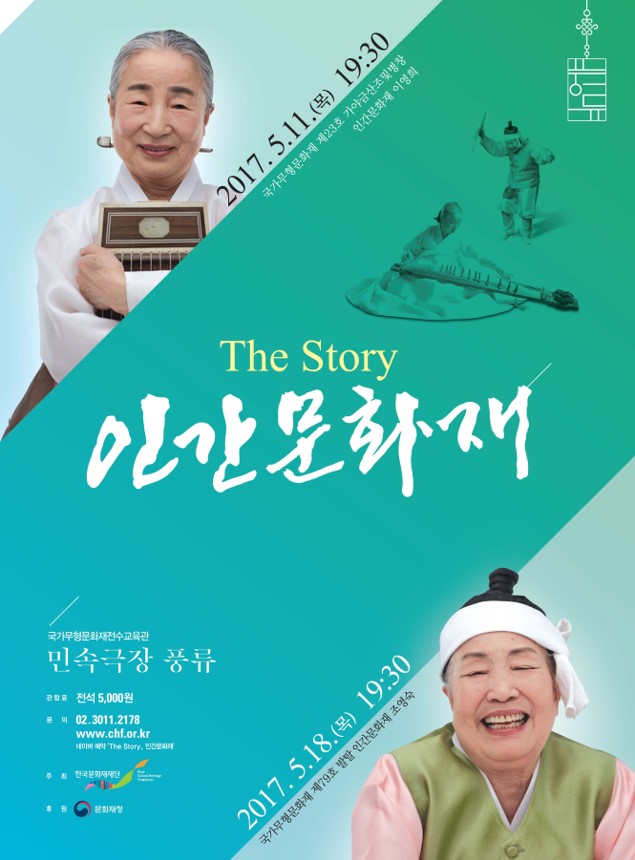 2017. 5.11.(목) 19:30
국가무형문화재 제23호 가야금산조및병창
인간문화재 이영희
풍류
The Story
인간문화재
국가무형문화재전수교육관
민속극장 풍류
관람료 전석 5,000원
문의 02.3011.2178
www.chf.or.kr
네이버 예약 'The Story, 인간문화재'
주최 한국문화재재단
후원 문화재청
2017. 5.18.(목) 19:30
국가무형문화재 제79호 발탈 인간문화재 조영숙